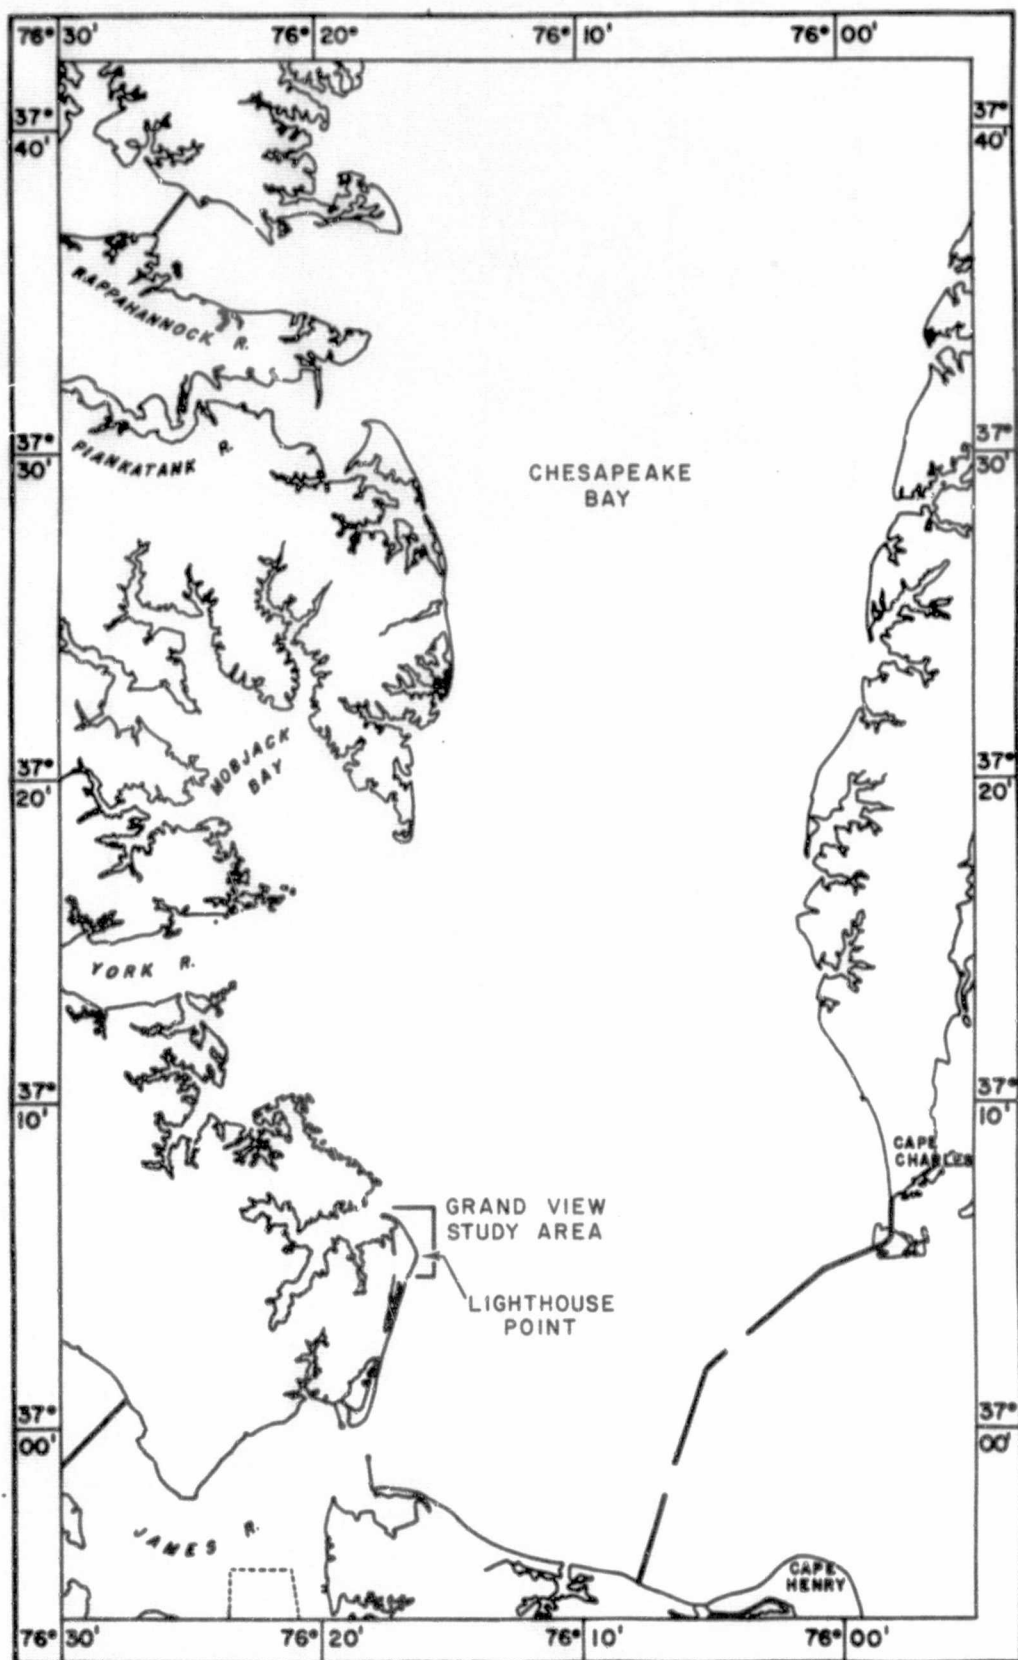 76° 30' 76° 20' 76° 10' 76° 00'
37° 37°
40' 40'
RAPPAHANNOCK R.
37° 37°
30' 30'
PIANKATANK R.
CHESAPEAKE
BAY
MOBJACK
BAY
37° 37°
20' 20'
YORK R.
37° 37°
10' 10'
CAPE
CHARLES
GRAND VIEW
STUDY AREA
LIGHTHOUSE
POINT
37° 37°
00' 00'
JAMES R.
CAPE
HENRY
76° 30' 76° 20' 76° 10' 76° 00'